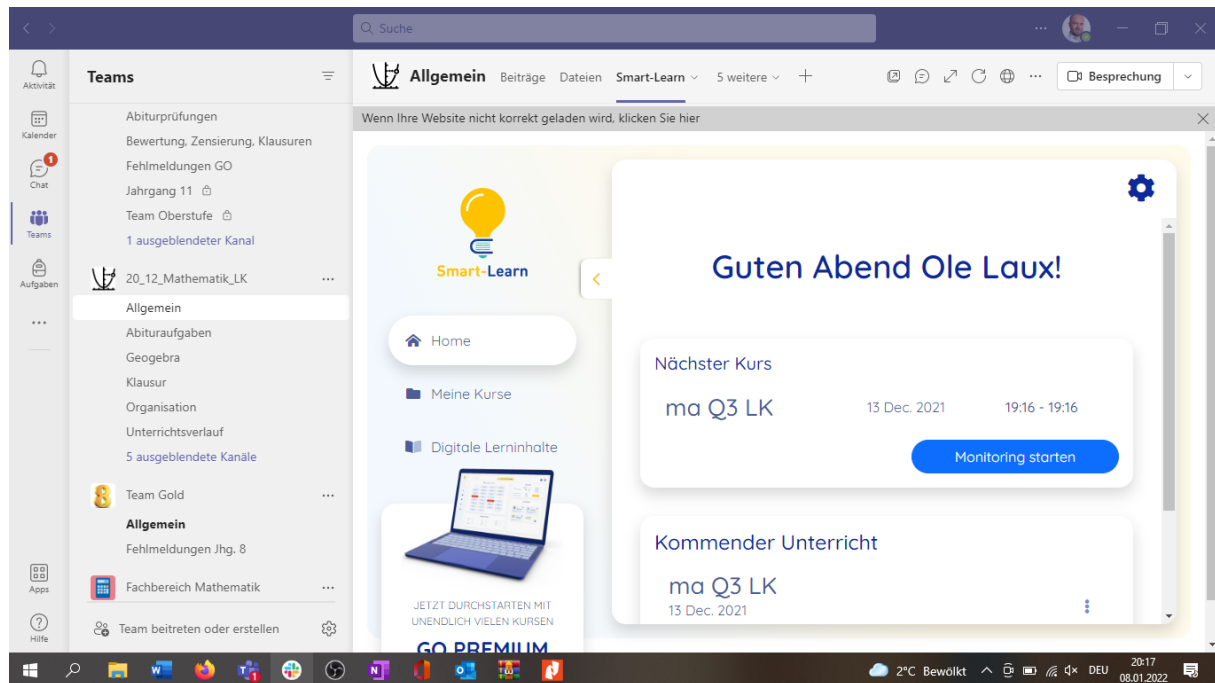 Suche
Aktivität
Kalender
1
Chat
Teams
Aufgaben
Apps
Hilfe
Teams
Abiturprüfungen
Bewertung, Zensierung, Klausuren
Fehlmeldungen GO
Jahrgang 11
Team Oberstufe
1 ausgeblendeter Kanal
20_12_Mathematik_LK
Allgemein
Abituraufgaben
Geogebra
Klausur
Organisation
Unterrichtsverlauf
5 ausgeblendete Kanäle
Team Gold
Allgemein
Fehlmeldungen Jhg. 8
Fachbereich Mathematik
Team beitreten oder erstellen
Allgemein Beiträge Dateien Smart-Learn 5 weitere Besprechung
Wenn Ihre Website nicht korrekt geladen wird, klicken Sie hier
Smart-Learn
Home
Meine Kurse
Digitale Lerninhalte
JETZT DURCHSTARTEN MIT
UNENDLICH VIELEN KURSEN
GO PREMIUM
Guten Abend Ole Laux!
Nächster Kurs
ma Q3 LK 13 Dec. 2021 19:16 - 19:16
Monitoring starten
Kommender Unterricht
ma Q3 LK
13 Dec. 2021
2°C Bewölkt DEU 20:17
08.01.2022